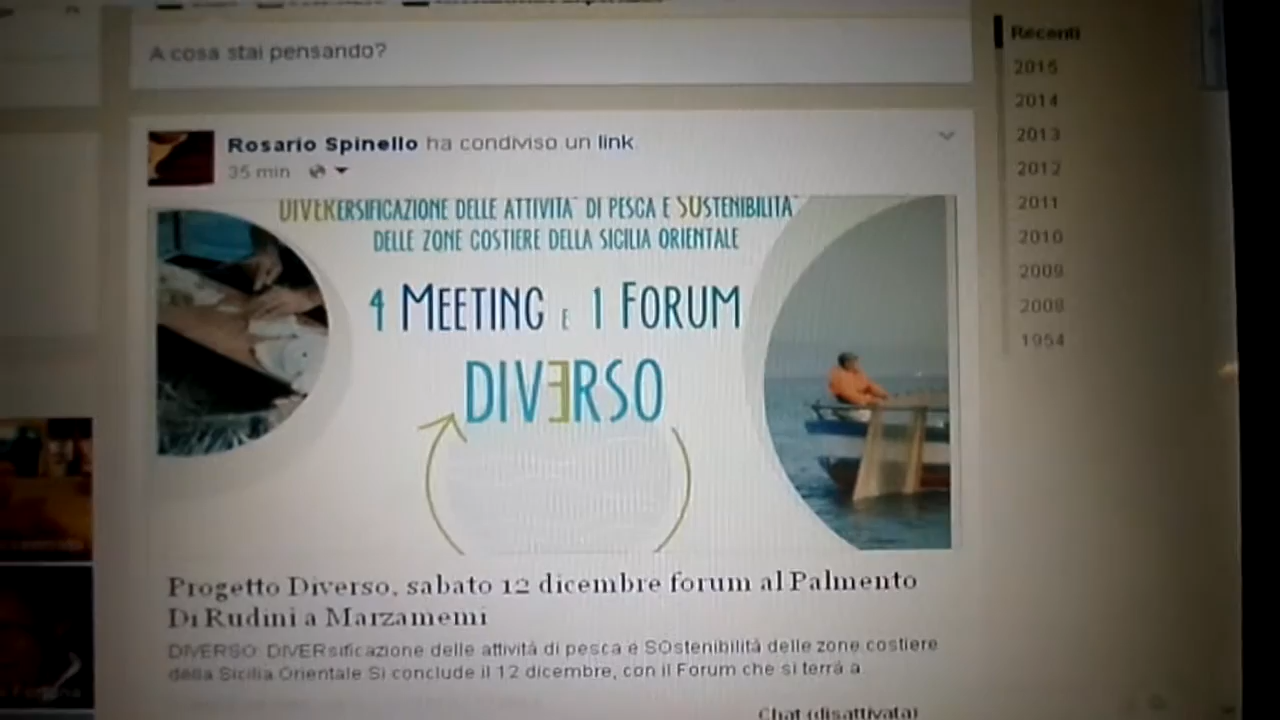 A cosa stai pensando?
Rosario Spinello ha condiviso un link
35 min
DIVERERSIFICAZIONE DELLE ATTIVITA` DI PESCA E SOSTENIBILITA`
DELLE ZONE COSTIERE DELLA SICILIA ORIENTALE
4 MEETING E 1 FORUM
DIVƎRSO
Progetto Diverso, sabato 12 dicembre forum al Palmento
Di Rudinì a Marzamemi
DIVERSO: DIVERsificazione delle attività di pesca e SOstenibilità delle zone costiere
della Sicilia Orientale Si conclude il 12 dicembre, con il Forum che si terrà a
Chat (disattivata)
Recenti
2015
2014
2013
2012
2011
2010
2009
2008
1954